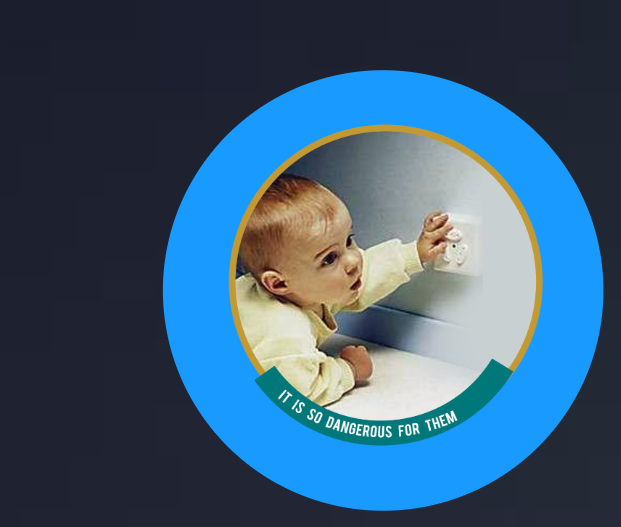 IT IS SO DANGEROUS FOR THEM